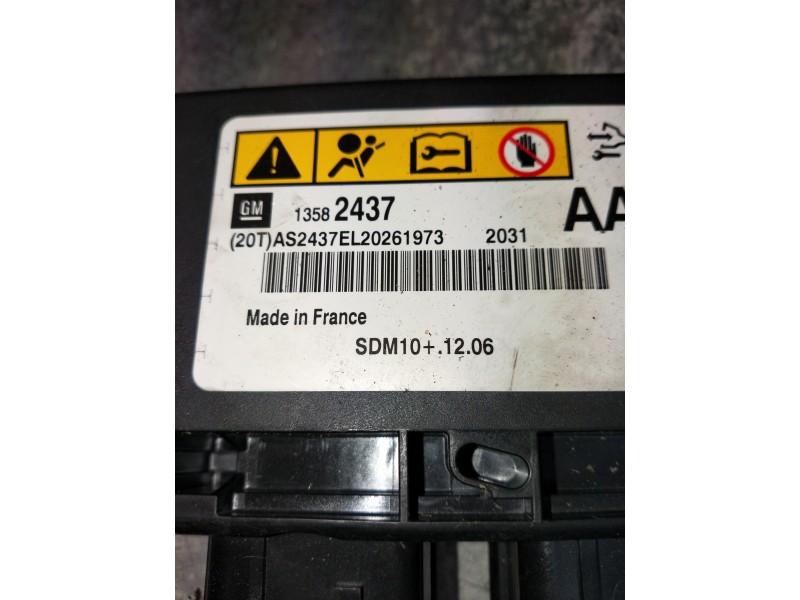 GM 1358 2437 AA
(20T)AS2437EL20261973 2031
Made in France
SDM10+.12.06